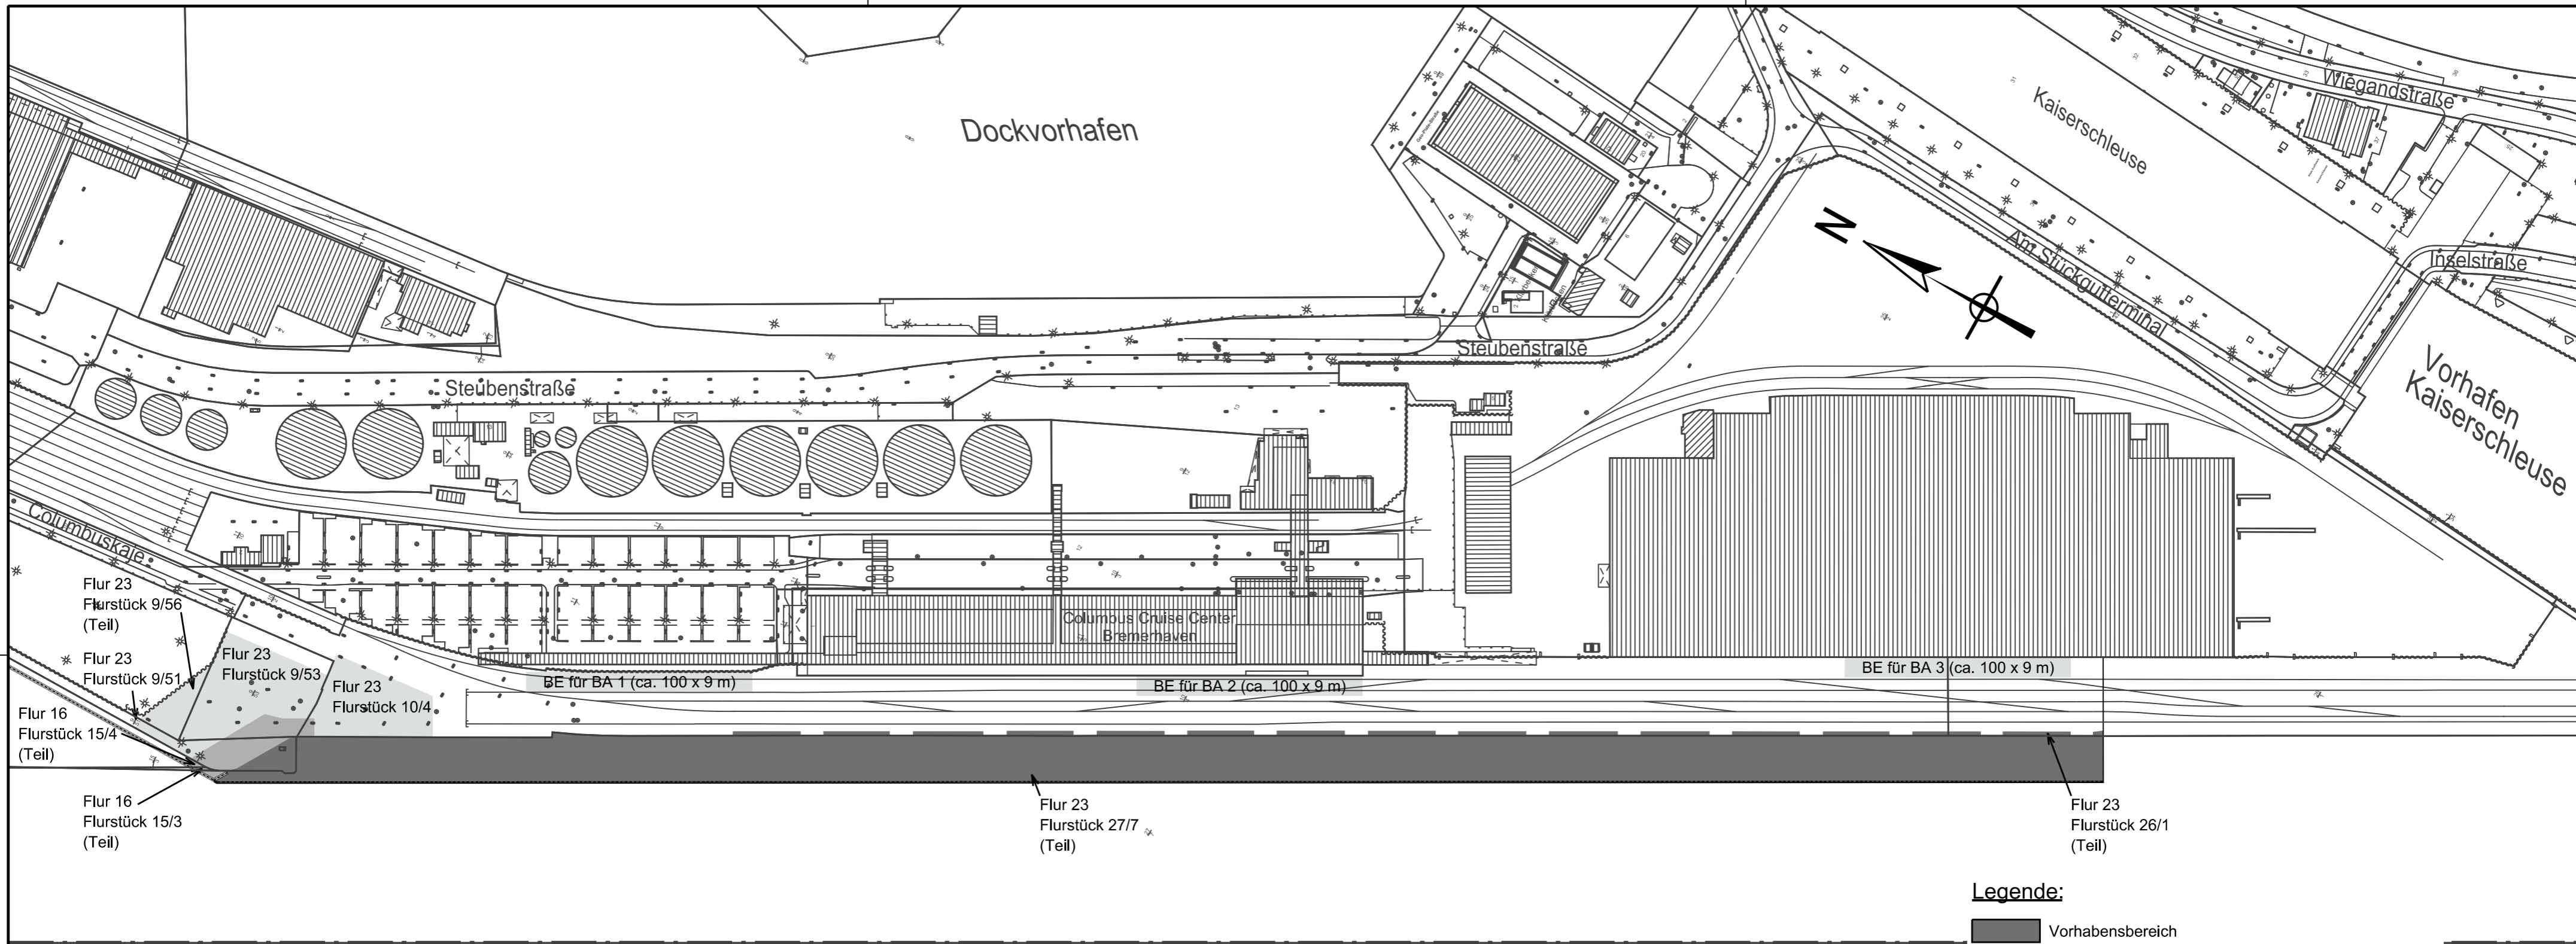 Dockvorhafen
Kaiserschleuse
Wiegandstraße
N
Am Stückgutterminal
Inselstraße
Vorhafen
Kaiserschleuse
Steubenstraße
Steubenstraße
Columbuskaje
Columbus Cruise Center
Bremerhaven
Flur 23
Flurstück 9/56
(Teil)
Flur 23
Flurstück 9/51
Flur 23
Flurstück 9/53
Flur 23
Flurstück 10/4
Flur 16
Flurstück 15/4
(Teil)
Flur 16
Flurstück 15/3
(Teil)
BE für BA 1 (ca. 100 x 9 m)
BE für BA 2 (ca. 100 x 9 m)
BE für BA 3 (ca. 100 x 9 m)
Flur 23
Flurstück 27/7
(Teil)
Flur 23
Flurstück 26/1
(Teil)
Legende:
Vorhabensbereich